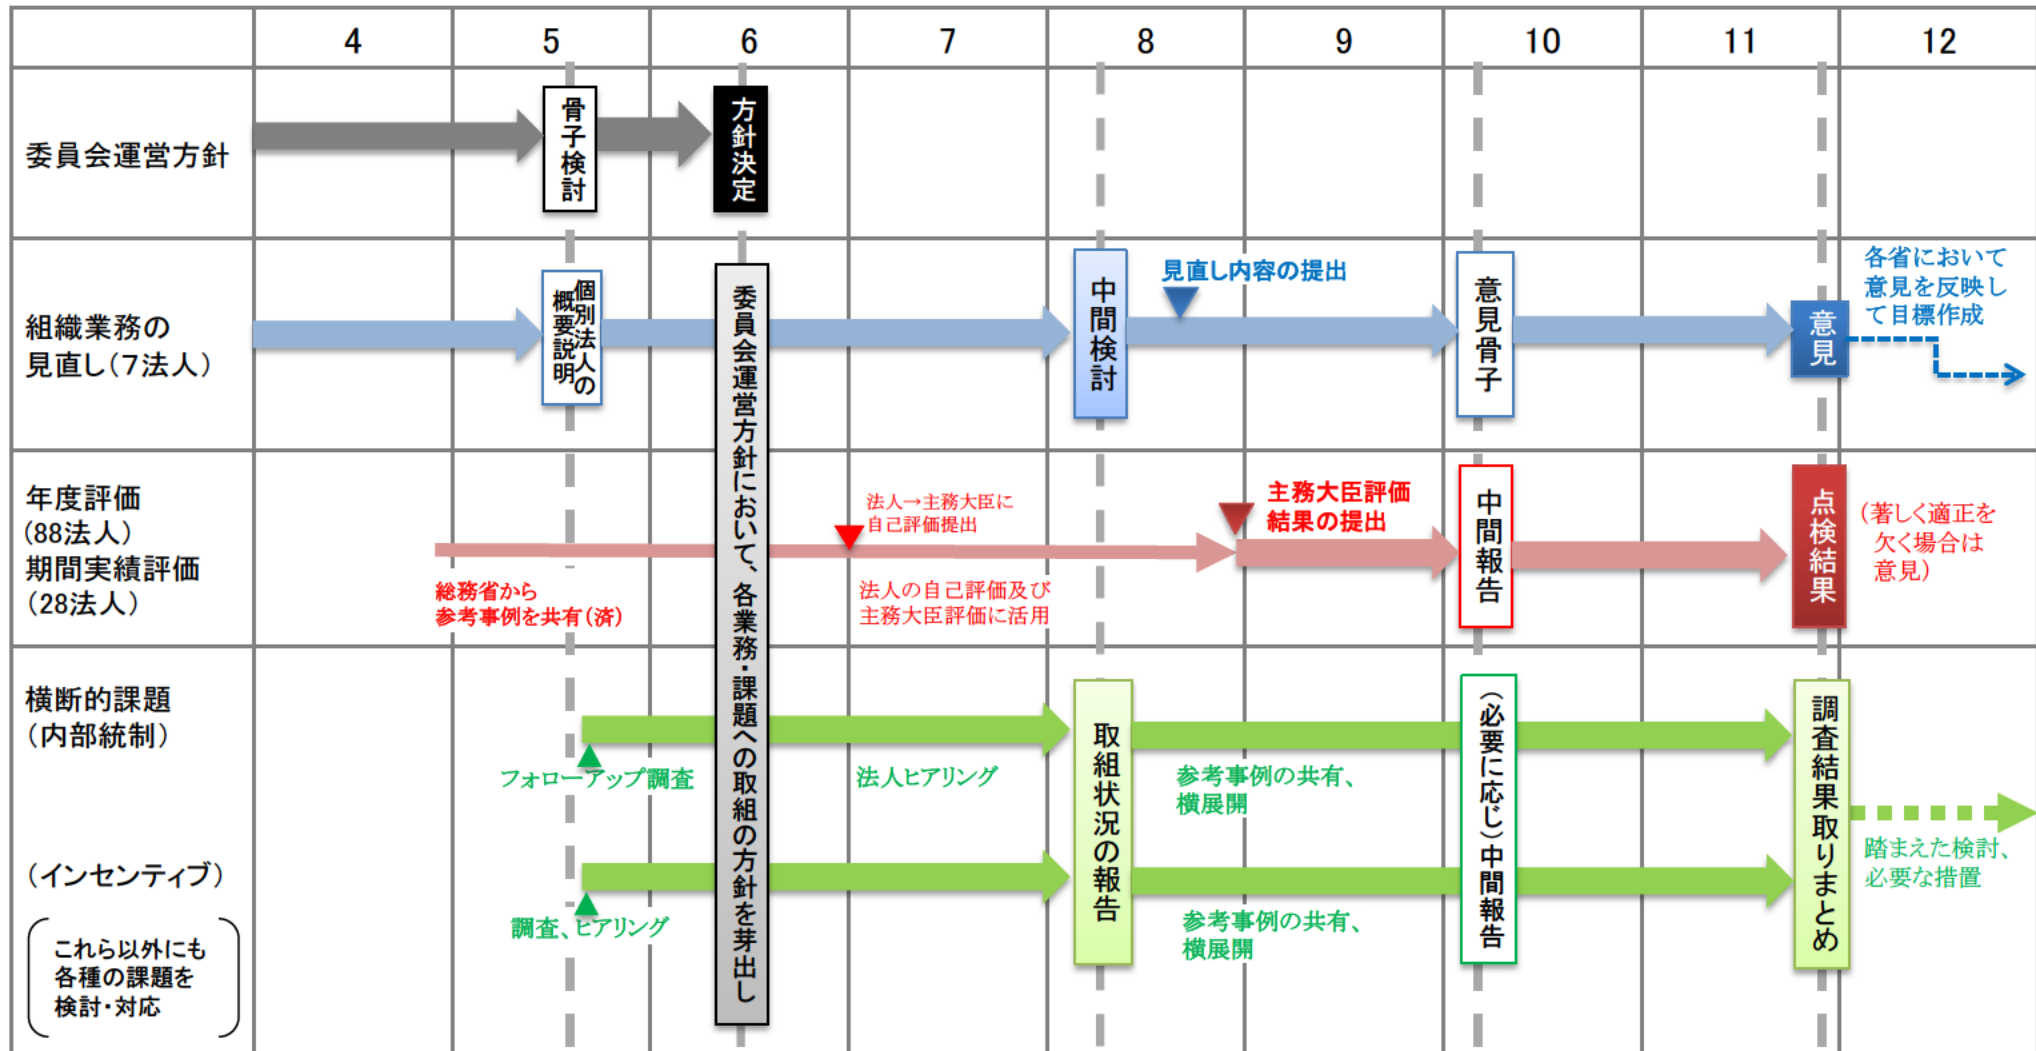 4 5 6 7 8 9 10 11 12
委員会運営方針
骨子検討
方針決定
組織業務の
見直し(7法人)
個別法人の
概要説明
委員会運営方針において、各業務・課題への取組の方針を芽出し
中間検討
見直し内容の提出
意見骨子
意見
各省において
意見を反映し
て目標作成
年度評価
(88法人)
期間実績評価
(28法人)
総務省から
参考事例を共有(済)
法人→主務大臣に
自己評価提出
法人の自己評価及び
主務大臣評価に活用
主務大臣評価
結果の提出
中間報告
点検結果
(著しく適正を
欠く場合は
意見)
横断的課題
(内部統制)
フォローアップ調査
法人ヒアリング
取組状況の報告
参考事例の共有、
横展開
(必要に応じ)中間報告
調査結果取りまとめ
踏まえた検討、
必要な措置
(インセンティブ)
調査、ヒアリング
参考事例の共有、
横展開
これら以外にも
各種の課題を
検討・対応